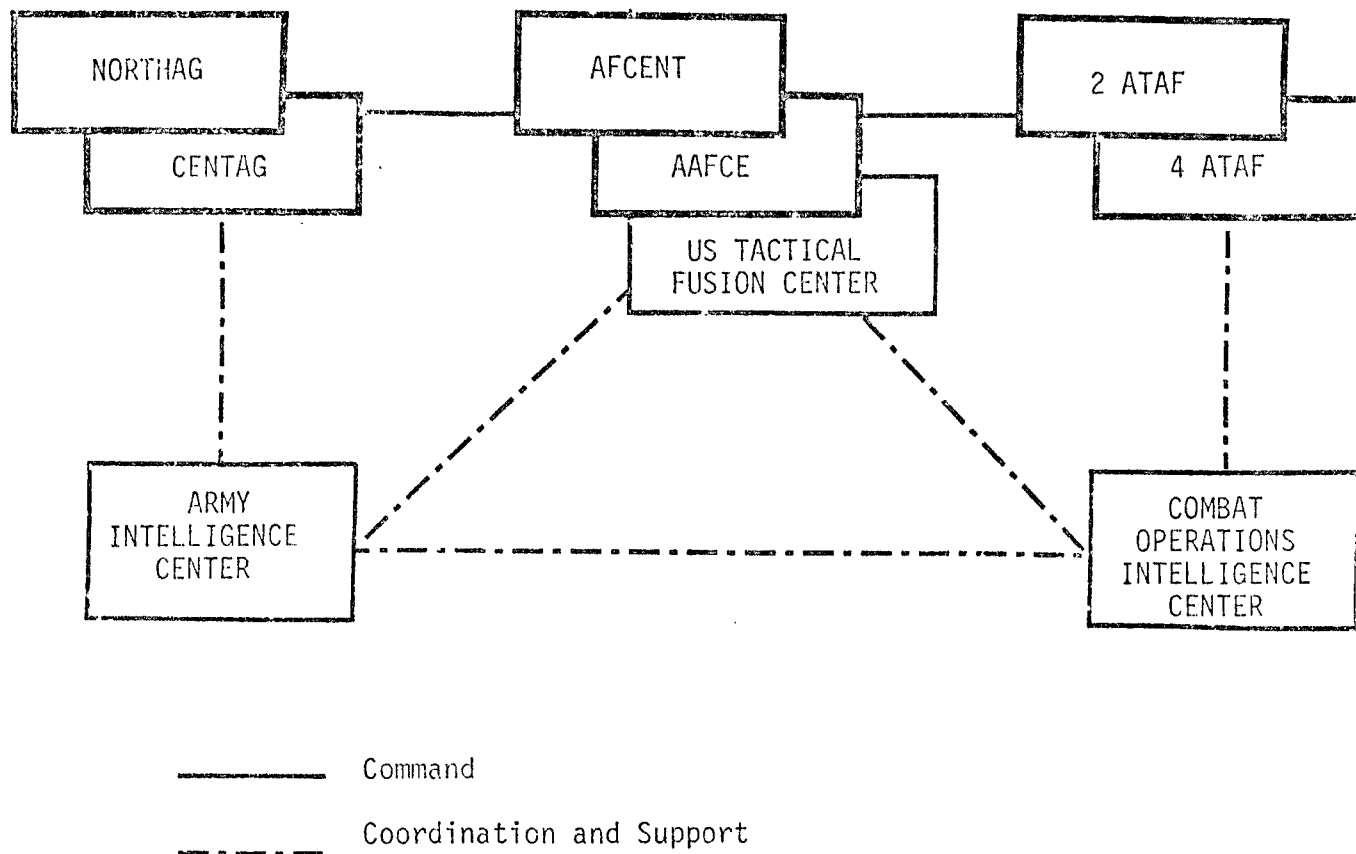 NORTHAG
CENTAG
AFCENT
AAFCE
US TACTICAL
FUSION CENTER
2 ATAF
4 ATAF
ARMY
INTELLIGENCE
CENTER
COMBAT
OPERATIONS
INTELLIGENCE
CENTER
Command
Coordination and Support